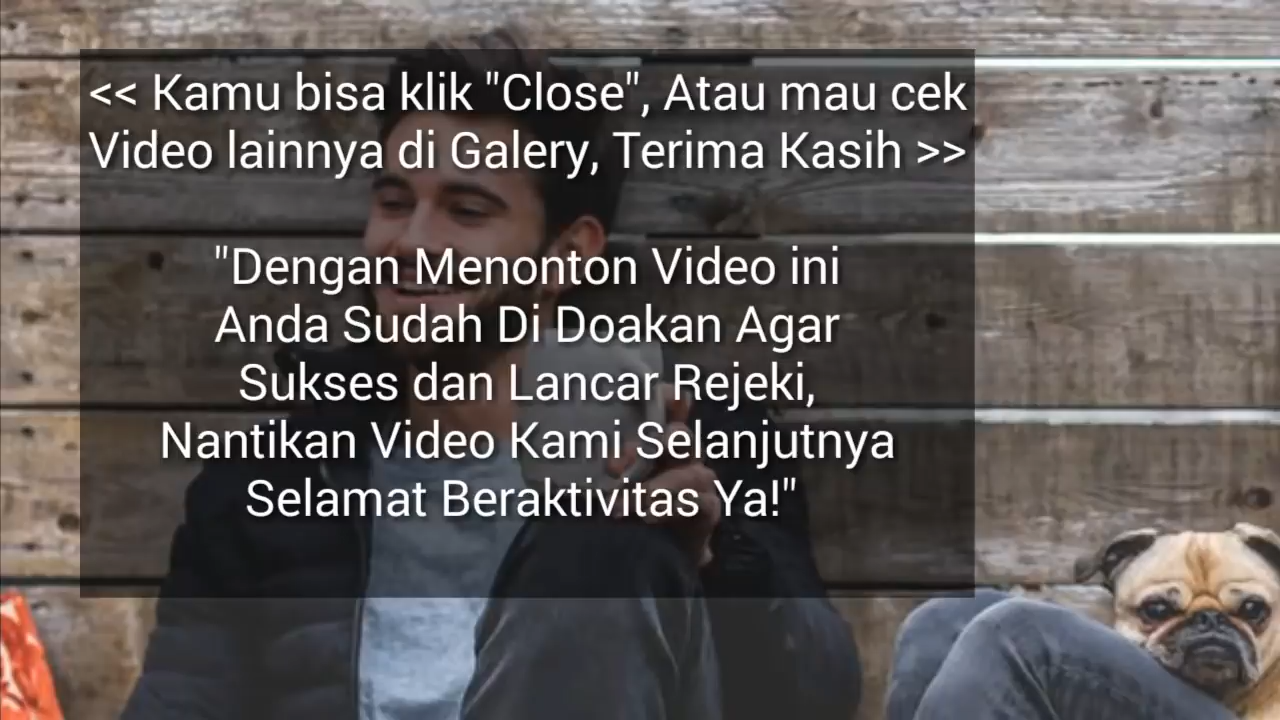 << Kamu bisa klik "Close", Atau mau cek
Video lainnya di Galery, Terima Kasih >>
"Dengan Menonton Video ini
Anda Sudah Di Doakan Agar
Sukses dan Lancar Rejeki,
Nantikan Video Kami Selanjutnya
Selamat Beraktivitas Ya!"